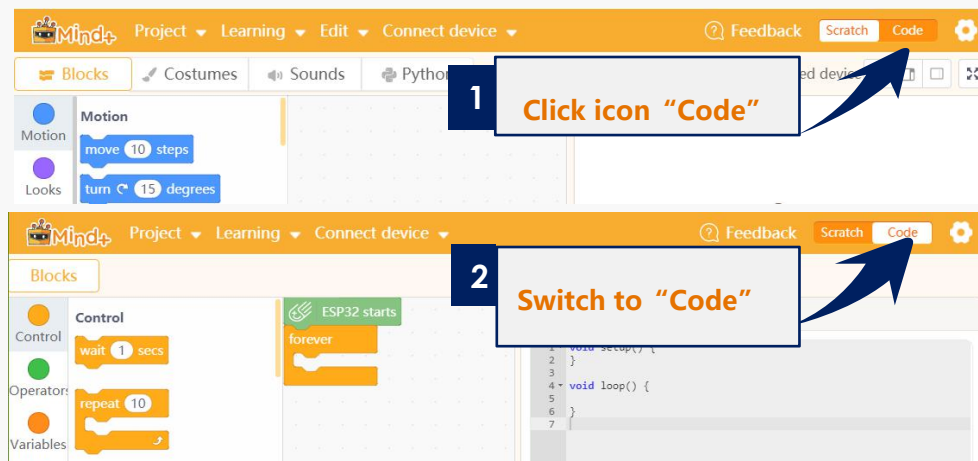 Mind+ Project Learning Edit Connect device Feedback Scratch Code
Blocks Costumes Sounds
1
Click icon “Code”
Motion
Motion
move 10 steps
Looks
turn 15 degrees
Mind+ Project Learning Connect device Feedback Scratch Code
Blocks
2
Switch to “Code”
Control
Control
wait 1 secs
Operators
repeat 10
Variables
ESP32 starts
forever
1 void setup() {
2 }
3
4 void loop() {
5
6 }
7